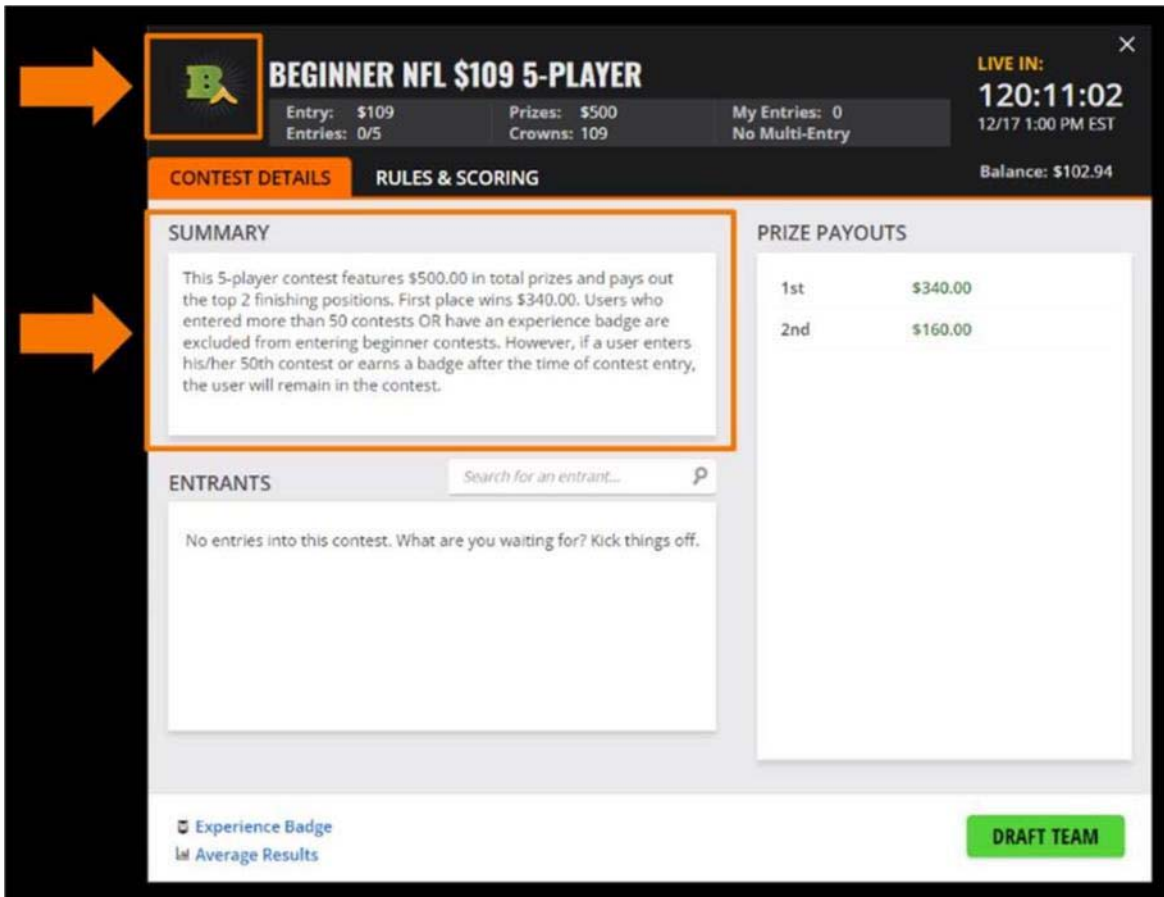 B
BEGINNER NFL $109 5-PLAYER
Entry: $109 Prizes: $500 My Entries: 0
Entries: 0/5 Crowns: 109 No Multi-Entry
LIVE IN:
120:11:02
12/17 1:00 PM EST
CONTEST DETAILS RULES & SCORING Balance: $102.94
SUMMARY
This 5-player contest features $500.00 in total prizes and pays out
the top 2 finishing positions. First place wins $340.00. Users who
entered more than 50 contests OR have an experience badge are
excluded from entering beginner contests. However, if a user enters
his/her 50th contest or earns a badge after the time of contest entry,
the user will remain in the contest.
PRIZE PAYOUTS
1st $340.00
2nd $160.00
ENTRANTS
Search for an entrant...
No entries into this contest. What are you waiting for? Kick things off.
Experience Badge
Average Results
DRAFT TEAM